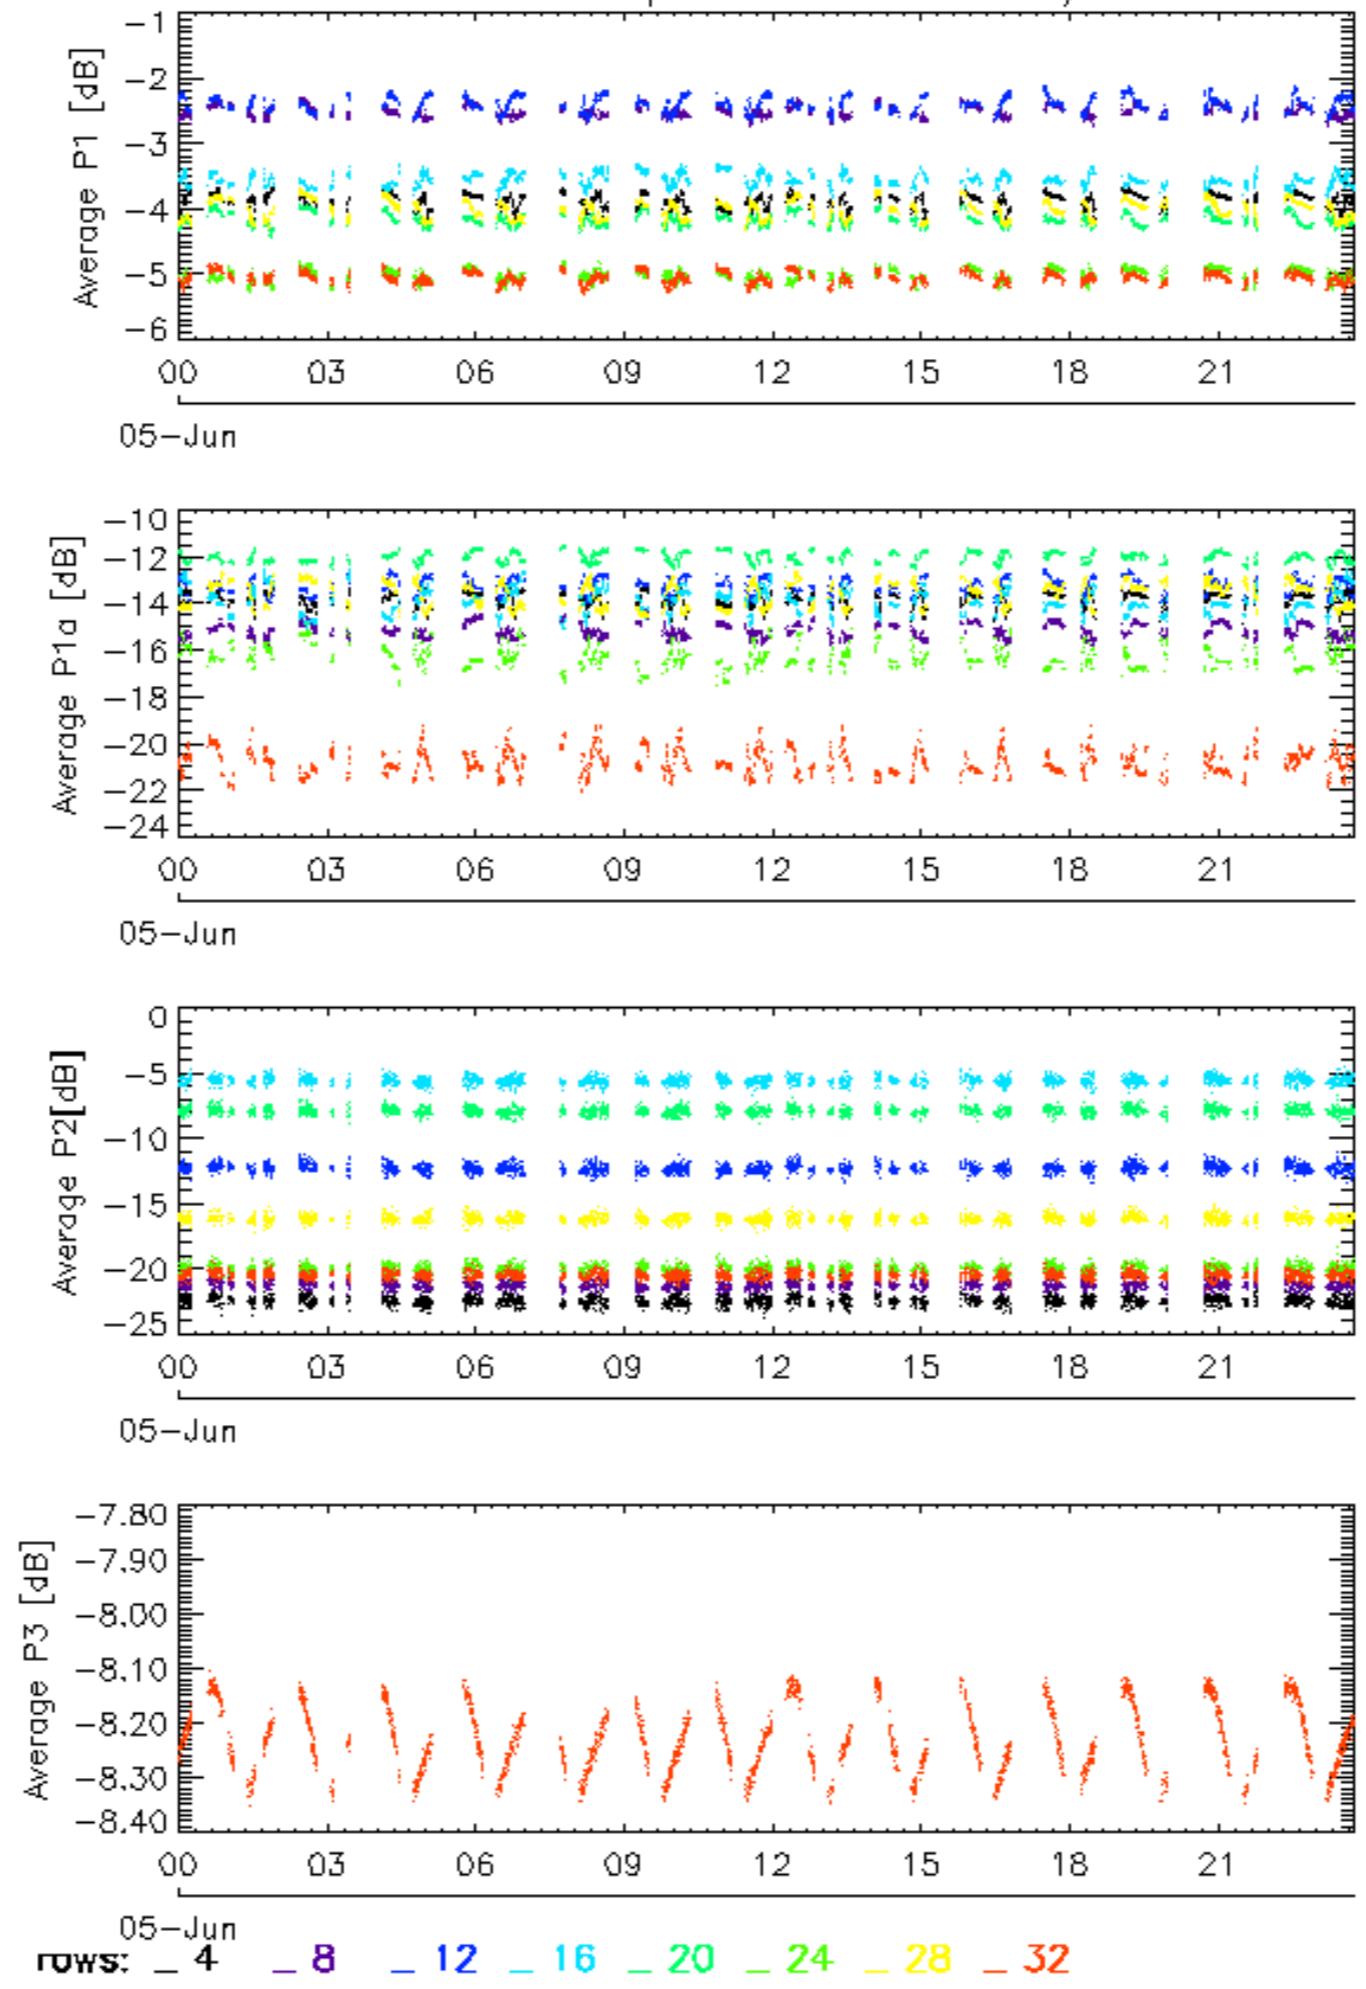 Average P1 [dB]
-1
-2
-3
-4
-5
-6
00 03 06 09 12 15 18 21
05-Jun
Average P1a [dB]
-10
-12
-14
-16
-18
-20
-22
-24
00 03 06 09 12 15 18 21
05-Jun
Average P2[dB]
0
-5
-10
-15
-20
-25
00 03 06 09 12 15 18 21
05-Jun
Average P3 [dB]
-7.80
-7.90
-8.00
-8.10
-8.20
-8.30
-8.40
00 03 06 09 12 15 18 21
05-Jun
rows: _ 4 _ 8 _ 12 _ 16 _ 20 _ 24 _ 28 _ 32